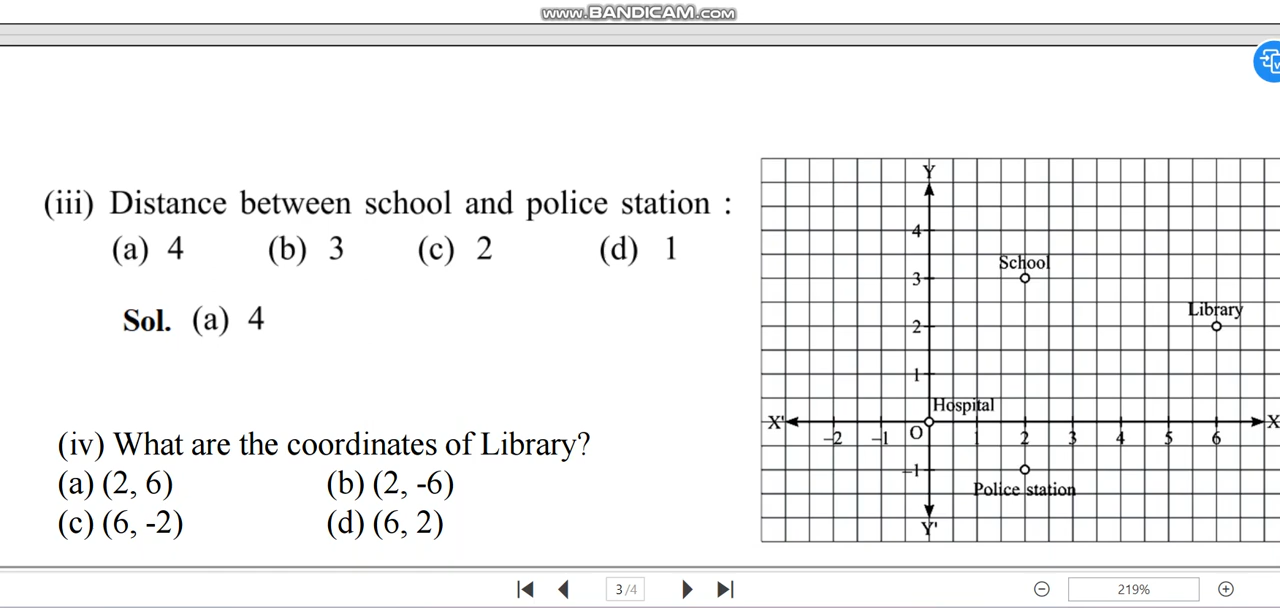 www.BANDICAM.com
(iii) Distance between school and police station :
(a) 4 (b) 3 (c) 2 (d) 1
Sol. (a) 4
(iv) What are the coordinates of Library?
(a) (2, 6) (b) (2, -6)
(c) (6, -2) (d) (6, 2)
Y
4
School
3
Library
2
1
Hospital
X' X
O
–2 –1 1 2 3 4 5 6
–1
Police station
Y'
3 /4
219%